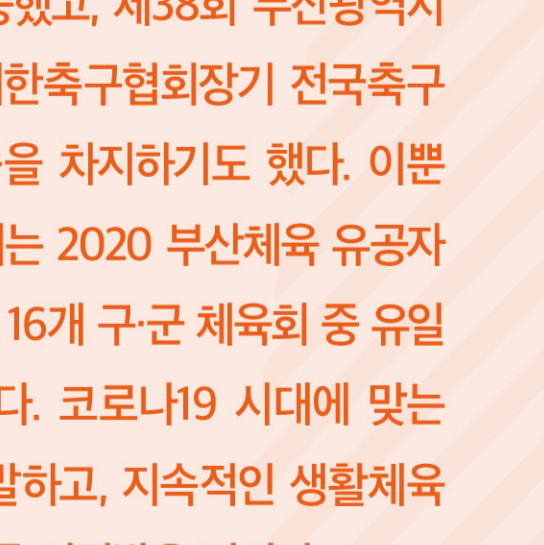 했고, 제38회 부산광역시
한축구협회장기 전국축구
을 차지하기도 했다. 이뿐
는 2020 부산체육 유공자
16개 구·군 체육회 중 유일
다. 코로나19 시대에 맞는
말하고, 지속적인 생활체육